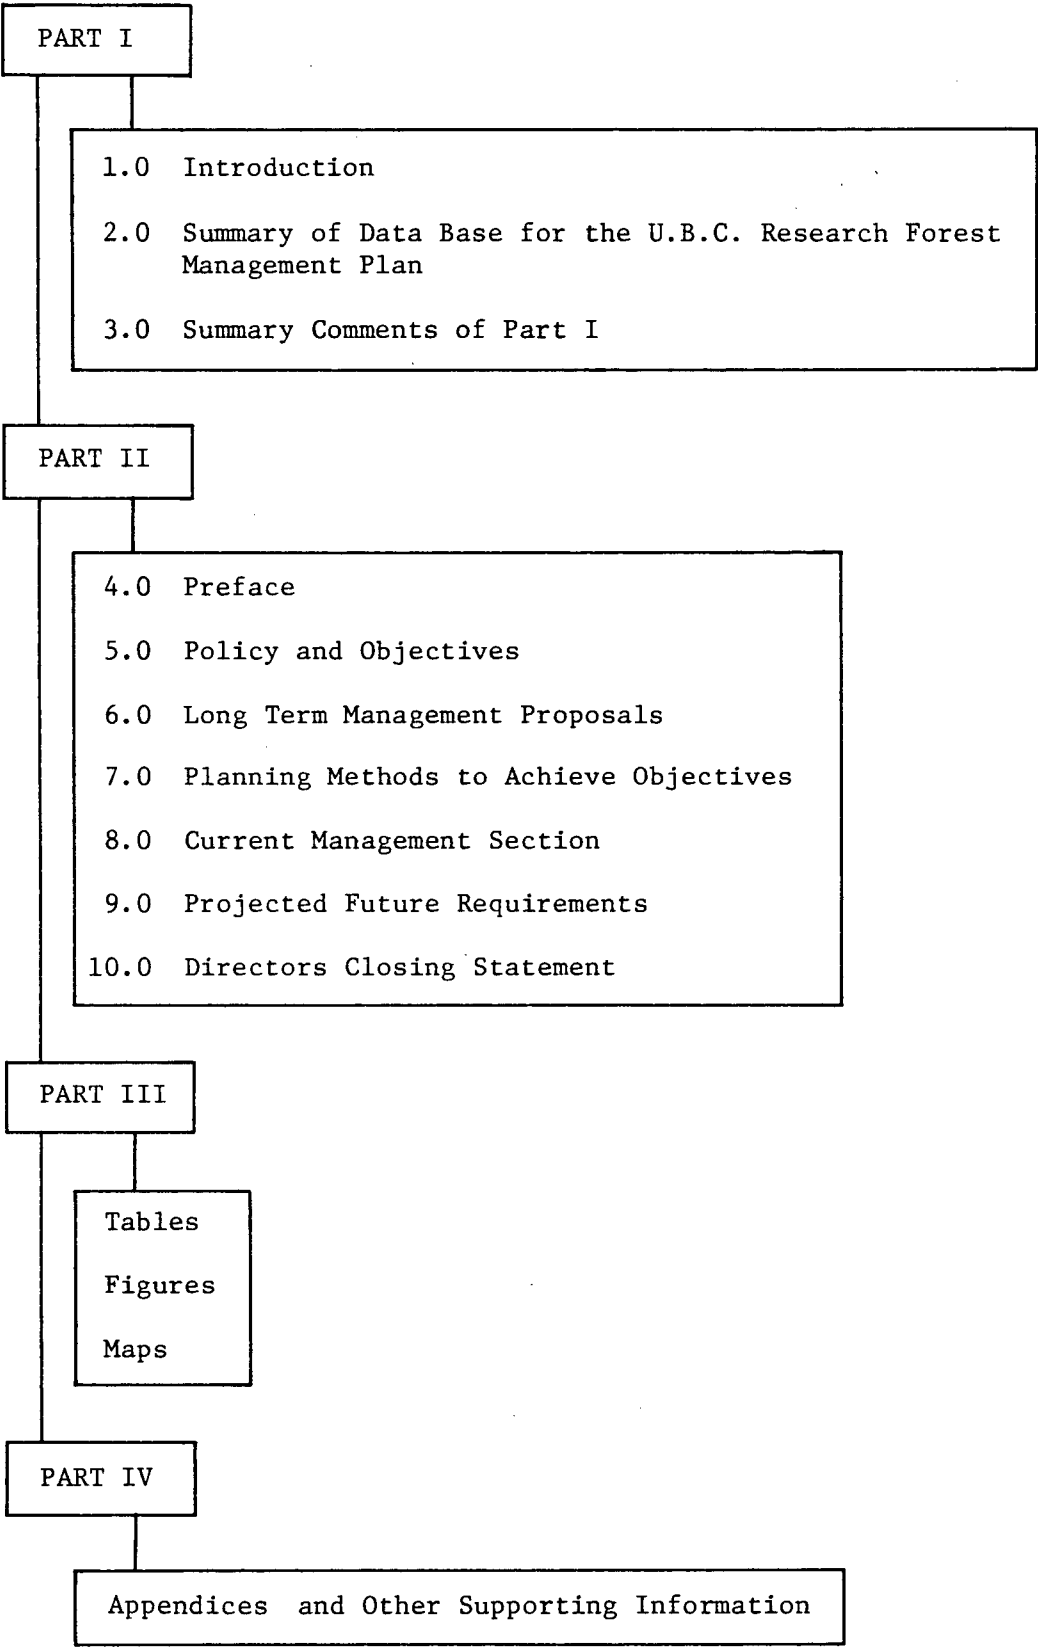 PART I
1.0 Introduction
2.0 Summary of Data Base for the U.B.C. Research Forest
Management Plan
3.0 Summary Comments of Part I
PART II
4.0 Preface
5.0 Policy and Objectives
6.0 Long Term Management Proposals
7.0 Planning Methods to Achieve Objectives
8.0 Current Management Section
9.0 Projected Future Requirements
10.0 Directors Closing Statement
PART III
Tables
Figures
Maps
PART IV
Appendices and Other Supporting Information